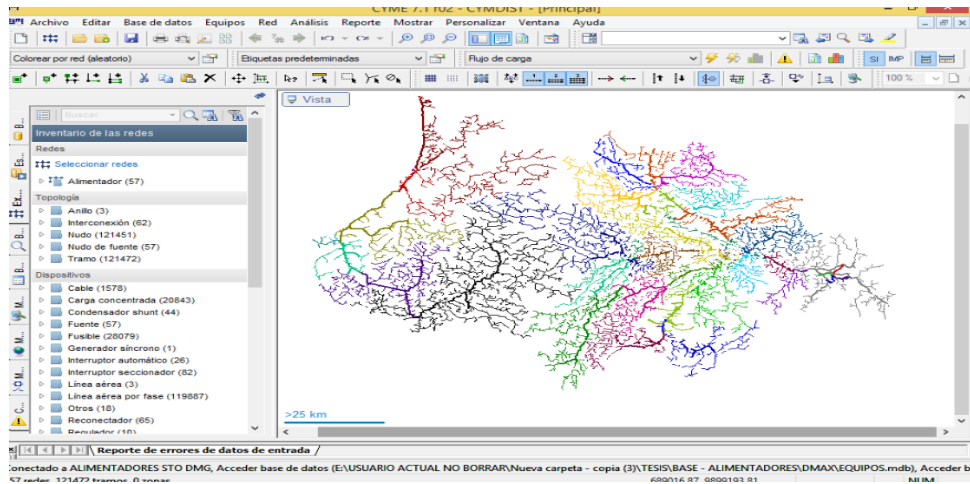 CYME 7.1 r02 - CYMDIST - [Principal]
Archivo Editar Base de datos Equipos Red Análisis Reporte Mostrar Personalizar Ventana Ayuda
Colorear por red (aleatorio) Etiquetas predeterminadas Flujo de carga SI IMP
100 %
Vista
Buscar
Inventario de las redes
Redes
Seleccionar redes
Alimentador (57)
Topología
Anillo (3)
Interconexión (62)
Nudo (121451)
Nudo de fuente (57)
Tramo (121472)
Dispositivos
Cable (1578)
Carga concentrada (20843)
Condensador shunt (44)
Fuente (57)
Fusible (28079)
Generador síncrono (1)
Interruptor automático (26)
Interruptor seccionador (82)
Línea aérea (3)
Línea aérea por fase (119887)
Otros (18)
Reconectador (65)
Regulador (10)
B...
Es...
Ex...
B...
B...
M...
M...
M...
C...
>25 km
Reporte de errores de datos de entrada
onectado a ALIMENTADORES STO DMG, Acceder base de datos (E:\USUARIO ACTUAL NO BORRAR\Nueva carpeta - copia (3)\TESIS\BASE - ALIMENTADORES\DMAX\EQUIPOS.mdb), Acceder b
57 redes, 121472 tramos, 0 zonas 689016.87, 9899193.81 NUM